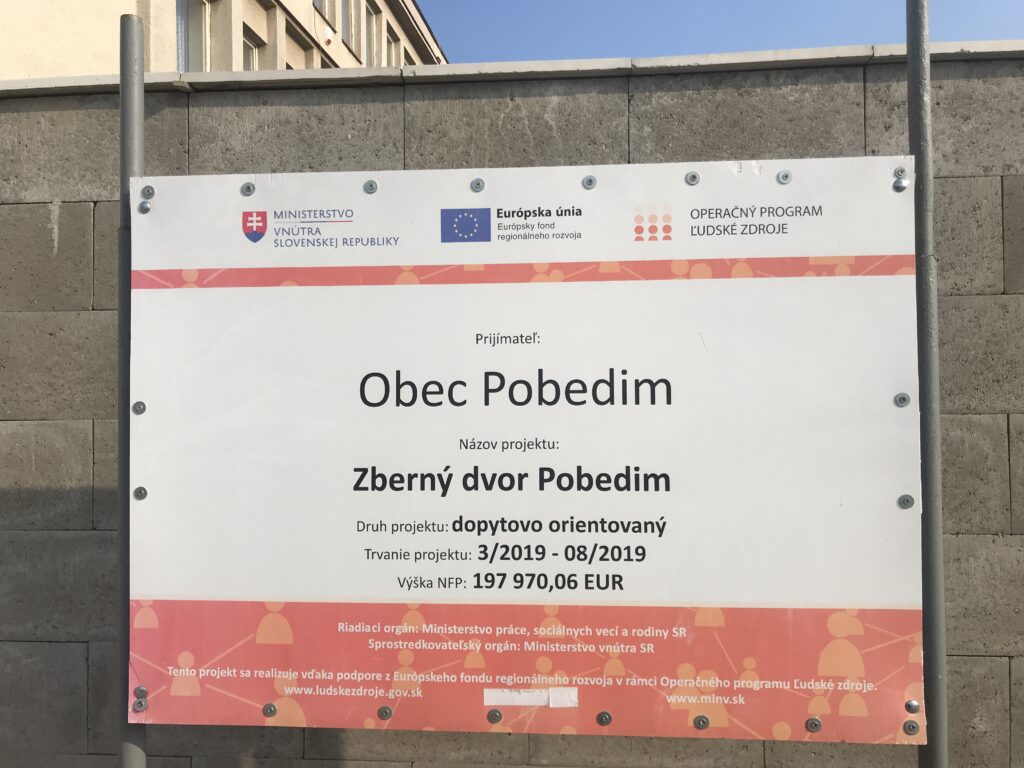 MINISTERSTVO
VNÚTRA
SLOVENSKEJ REPUBLIKY
Európska únia
Európsky fond
regionálneho rozvoja
OPERAČNÝ PROGRAM
ĽUDSKÉ ZDROJE
Prijímateľ:
Obec Pobedim
Názov projektu:
Zberný dvor Pobedim
Druh projektu: dopytovo orientovaný
Trvanie projektu: 3/2019 - 08/2019
Výška NFP: 197 970,06 EUR
Riadiaci orgán: Ministerstvo práce, sociálnych vecí a rodiny SR
Sprostredkovateľský orgán: Ministerstvo vnútra SR
Tento projekt sa realizuje vďaka podpore z Európskeho fondu regionálneho rozvoja v rámci Operačného programu Ľudské zdroje.
www.ludskezdroje.gov.sk www.minv.sk